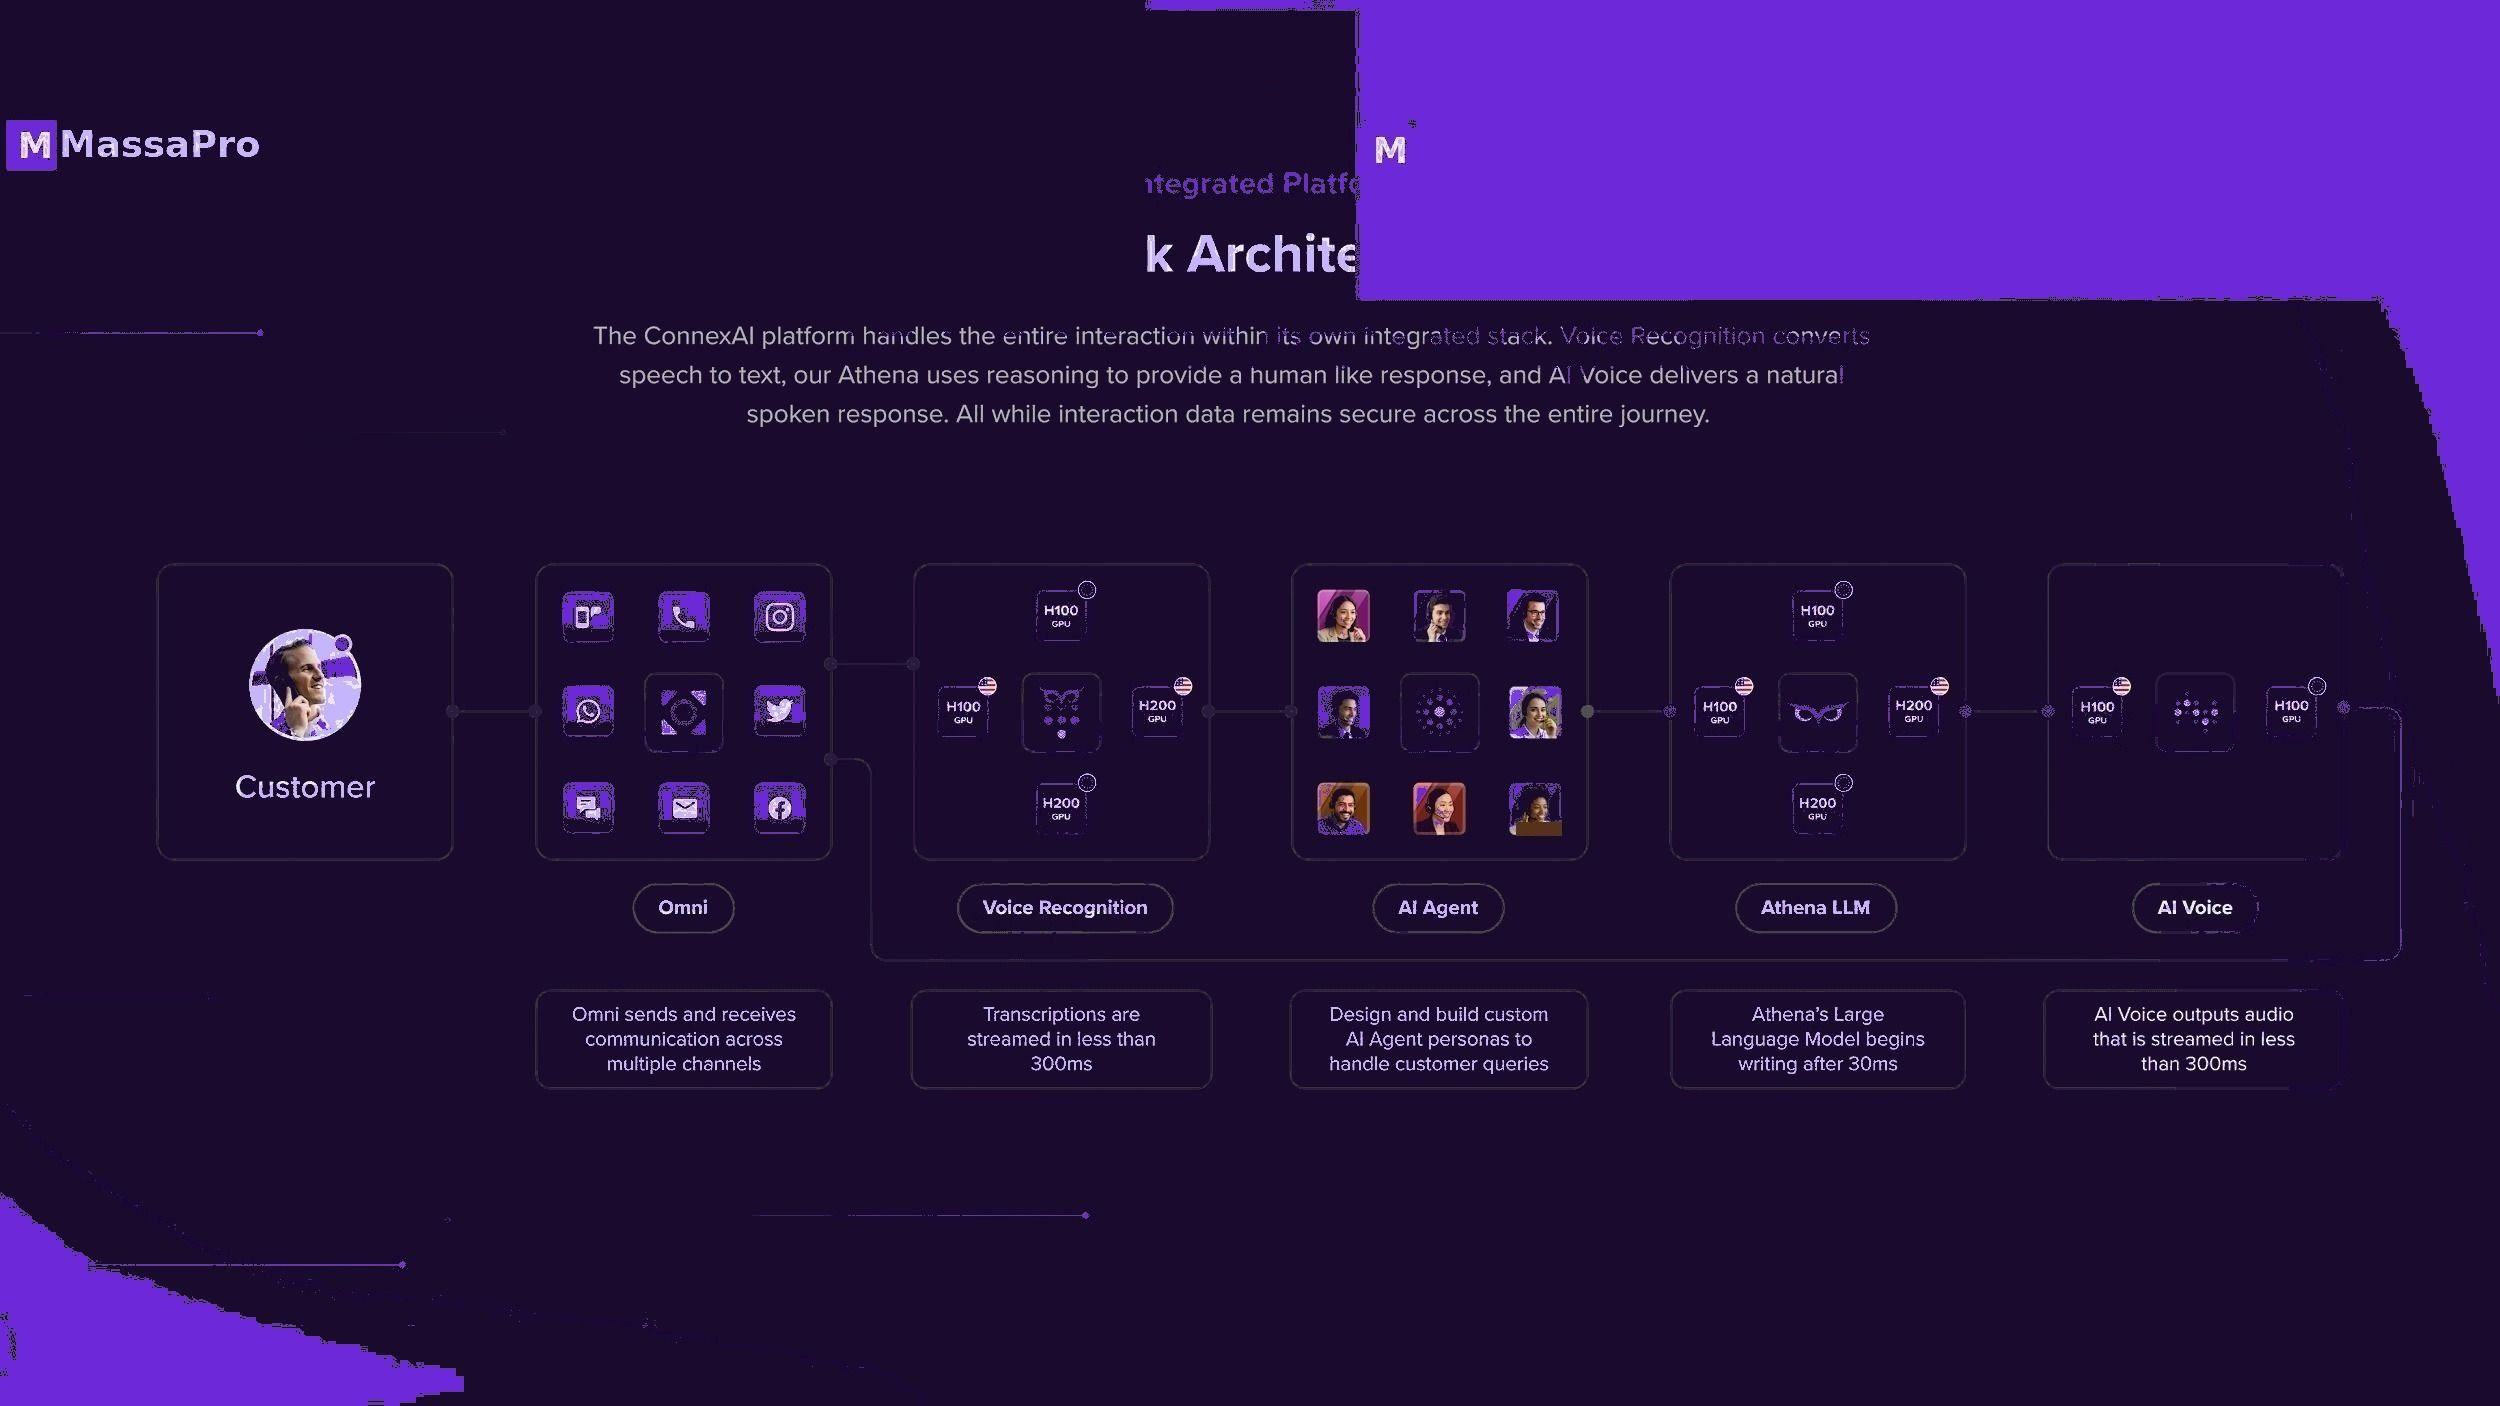 M MassaPro
M
ntegrated Platfo
k Archite
The ConnexAI platform handles the entire interaction within its own integrated stack. Voice Recognition converts
speech to text, our Athena uses reasoning to provide a human like response, and AI Voice delivers a natural
spoken response. All while interaction data remains secure across the entire journey.
Customer
H100
GPU
H100
GPU
H200
GPU
H200
GPU
H100
GPU
H100
GPU
H200
GPU
H200
GPU
H100
GPU
H100
GPU
Omni
Voice Recognition
AI Agent
Athena LLM
AI Voice
Omni sends and receives
communication across
multiple channels
Transcriptions are
streamed in less than
300ms
Design and build custom
AI Agent personas to
handle customer queries
Athena’s Large
Language Model begins
writing after 30ms
AI Voice outputs audio
that is streamed in less
than 300ms